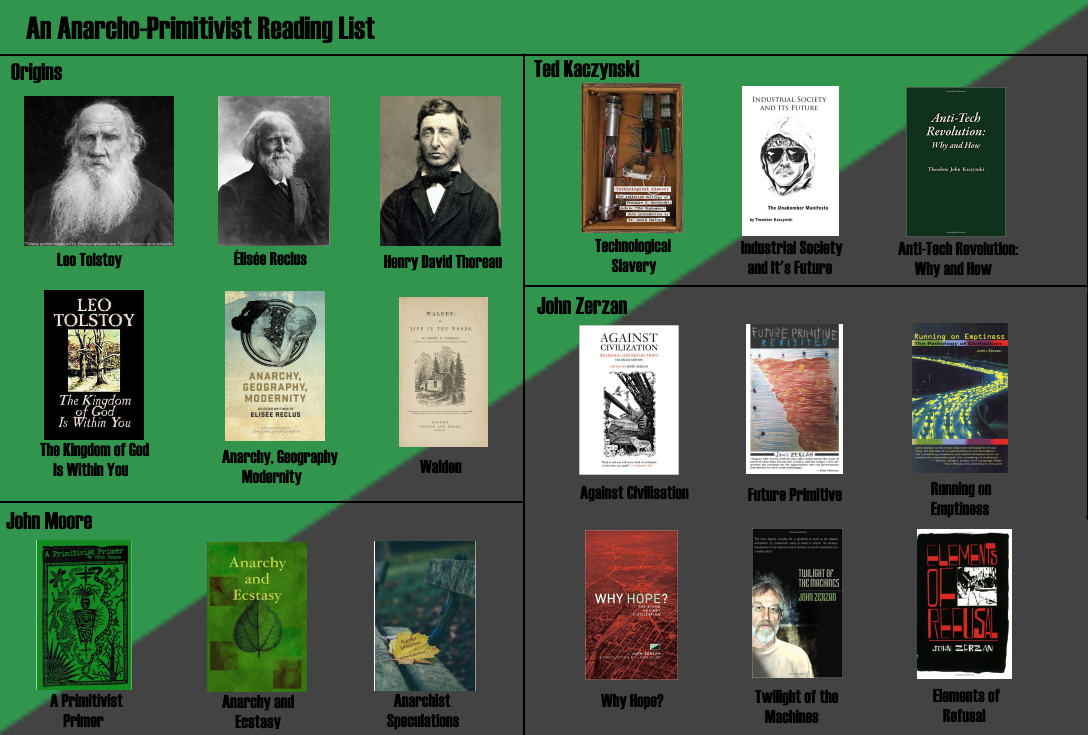 An Anarcho-Primitivist Reading List
Origins
Leo Tolstoy
Élisée Reclus
Henry David Thoreau
LEO
TOLSTOY
The Kingdom
of God
Is Within You
The Kingdom of God
Is Within You
ANARCHY,
GEOGRAPHY,
MODERNITY
SELECTED WRITINGS OF
ELISÉE RECLUS
Anarchy, Geography
Modernity
WALDEN;
LIFE IN THE WOODS.
Walden
John Moore
A Primitivist Primer
By John Moore
A Primitivist
Primer
Anarchy
and
Ecstasy
Anarchy and
Ecstasy
Anarchist
Speculations
Ted Kaczynski
Technological Slavery
Technological
Slavery
INDUSTRIAL SOCIETY
AND ITS FUTURE
The Unabomber Manifesto
by Theodore Kaczynski
Industrial Society
and It's Future
Anti-Tech
Revolution:
Why and How
Theodore John Kaczynski
Anti-Tech Revolution:
Why and How
John Zerzan
AGAINST
CIVILIZATION
READINGS AND REFLECTIONS
ENLARGED EDITION
EDITED BY JOHN ZERZAN
Against Civilisation
FUTURE PRIMITIVE
REVISITED
JOHN ZERZAN
Future Primitive
Running on Emptiness
The Pathology of Civilization
John Zerzan
Running on
Emptiness
WHY HOPE?
THE STAND
AGAINST
CIVILIZATION
JOHN ZERZAN
Why Hope?
TWILIGHT OF
THE MACHINES
JOHN ZERZAN
Twilight of the
Machines
ELEMENTS
OF
REFUSAL
JOHN ZERZAN
Elements of
Refusal